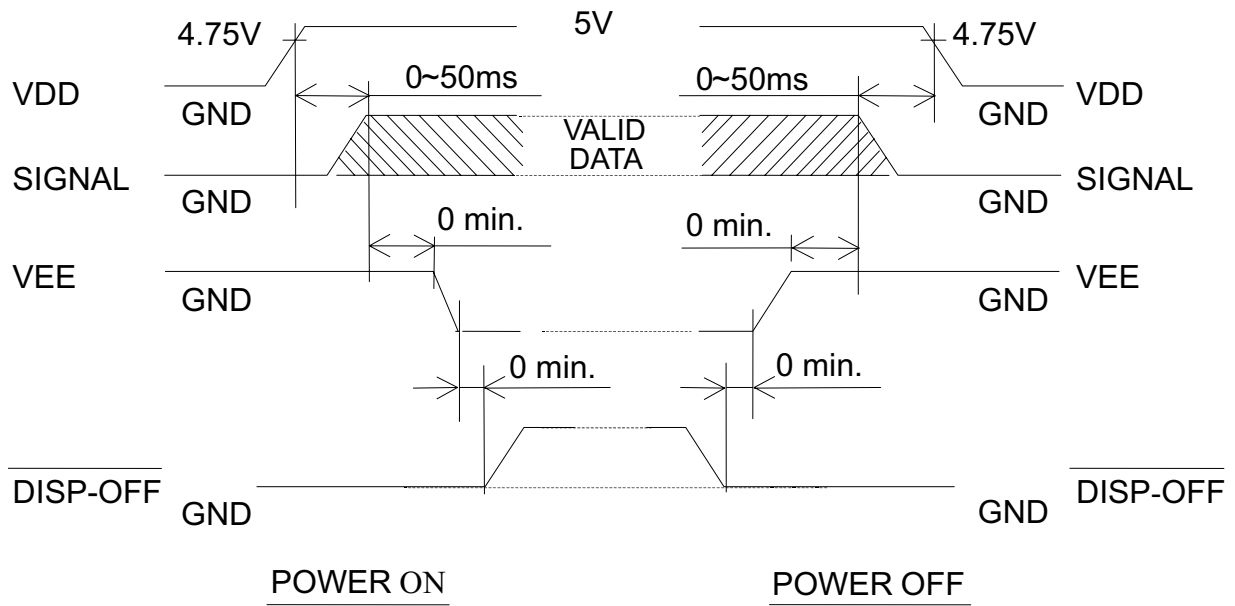 4.75V 5V 4.75V
0~50ms 0~50ms
VDD GND GND VDD
VALID
DATA
SIGNAL GND GND SIGNAL
0 min. 0 min.
VEE GND GND VEE
0 min. 0 min.
DISP-OFF GND GND DISP-OFF
POWER ON POWER OFF